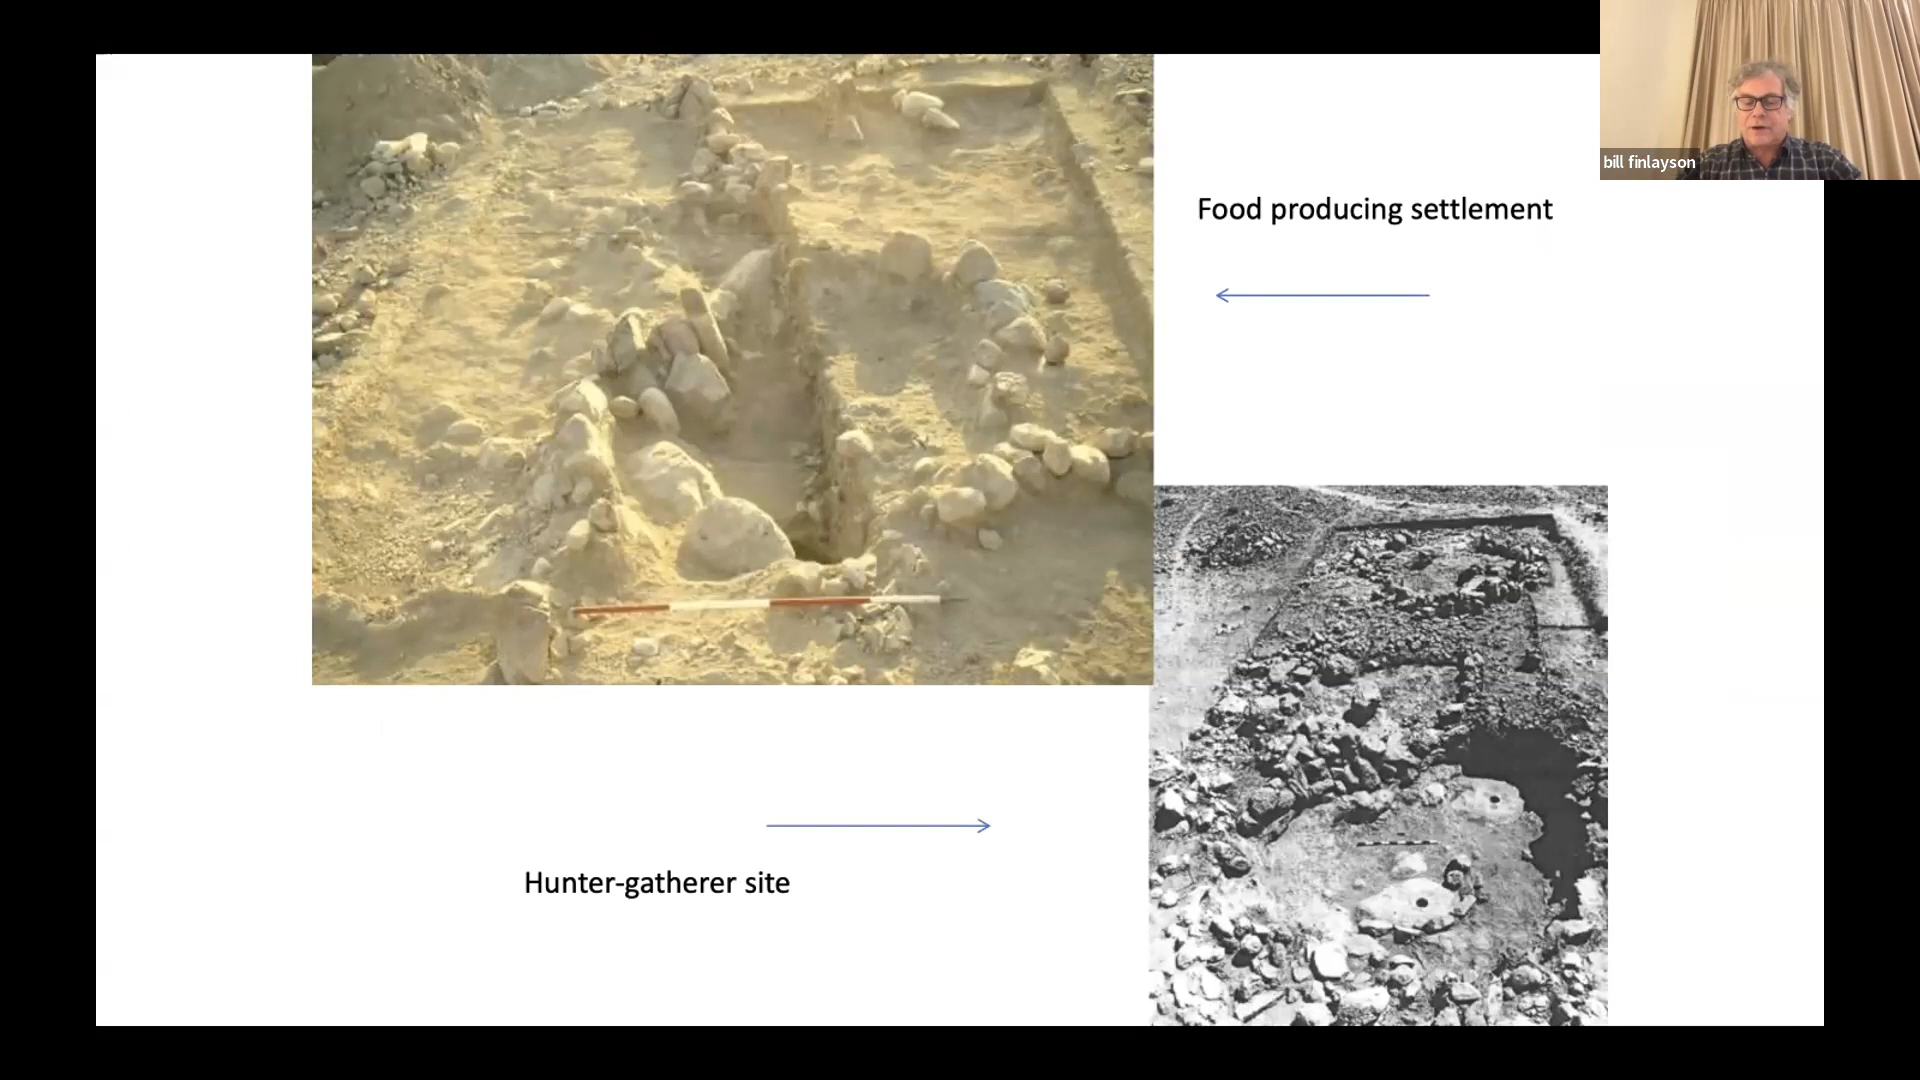 bill finlayson
Food producing settlement
Hunter-gatherer site